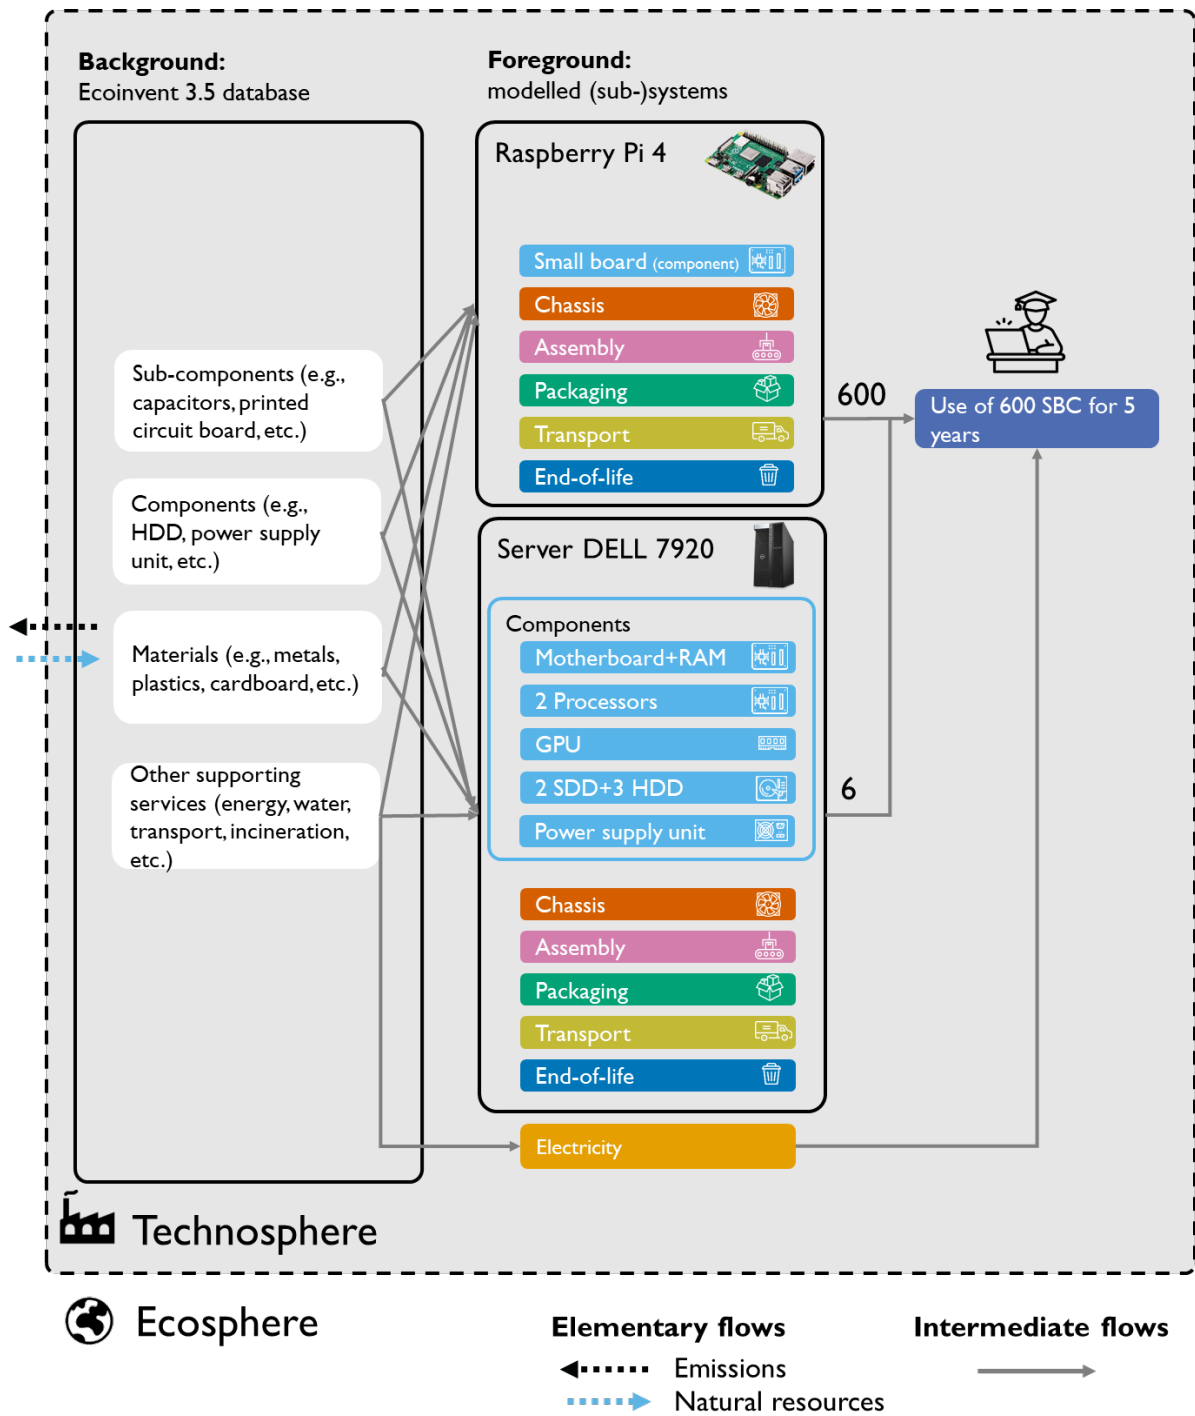 Background:
Ecoinvent 3.5 database
Foreground:
modelled (sub-)systems
Raspberry Pi 4
Small board (component)
Chassis
Assembly
Packaging
Transport
End-of-life
Sub-components (e.g.,
capacitors, printed
circuit board, etc.)
Components (e.g.,
HDD, power supply
unit, etc.)
Materials (e.g., metals,
plastics, cardboard, etc.)
Other supporting
services (energy, water,
transport, incineration,
etc.)
600
Use of 600 SBC for 5
years
Server DELL 7920
Components
Motherboard+RAM
2 Processors
GPU
2 SDD+3 HDD
Power supply unit
6
Chassis
Assembly
Packaging
Transport
End-of-life
Electricity
Technosphere
Ecosphere
Elementary flows
Emissions
Natural resources
Intermediate flows